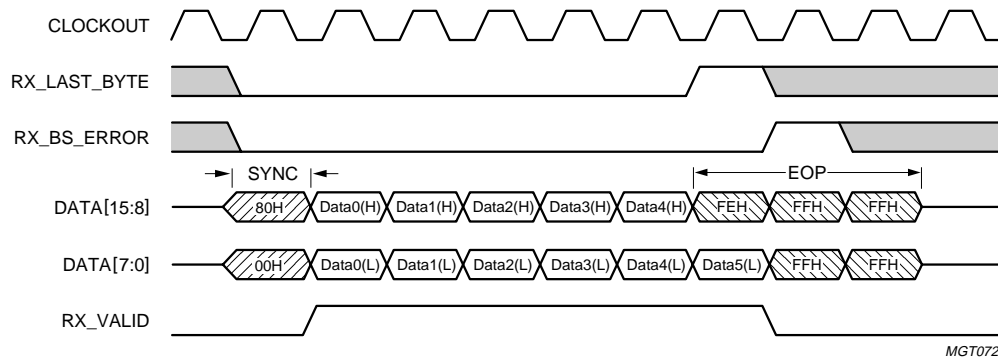 CLOCKOUT
RX_LAST_BYTE
RX_BS_ERROR
SYNC EOP
DATA[15:8] 80H Data0(H) Data1(H) Data2(H) Data3(H) Data4(H) FEH FFH FFH
DATA[7:0] 00H Data0(L) Data1(L) Data2(L) Data3(L) Data4(L) Data5(L) FFH FFH
RX_VALID
MGT072